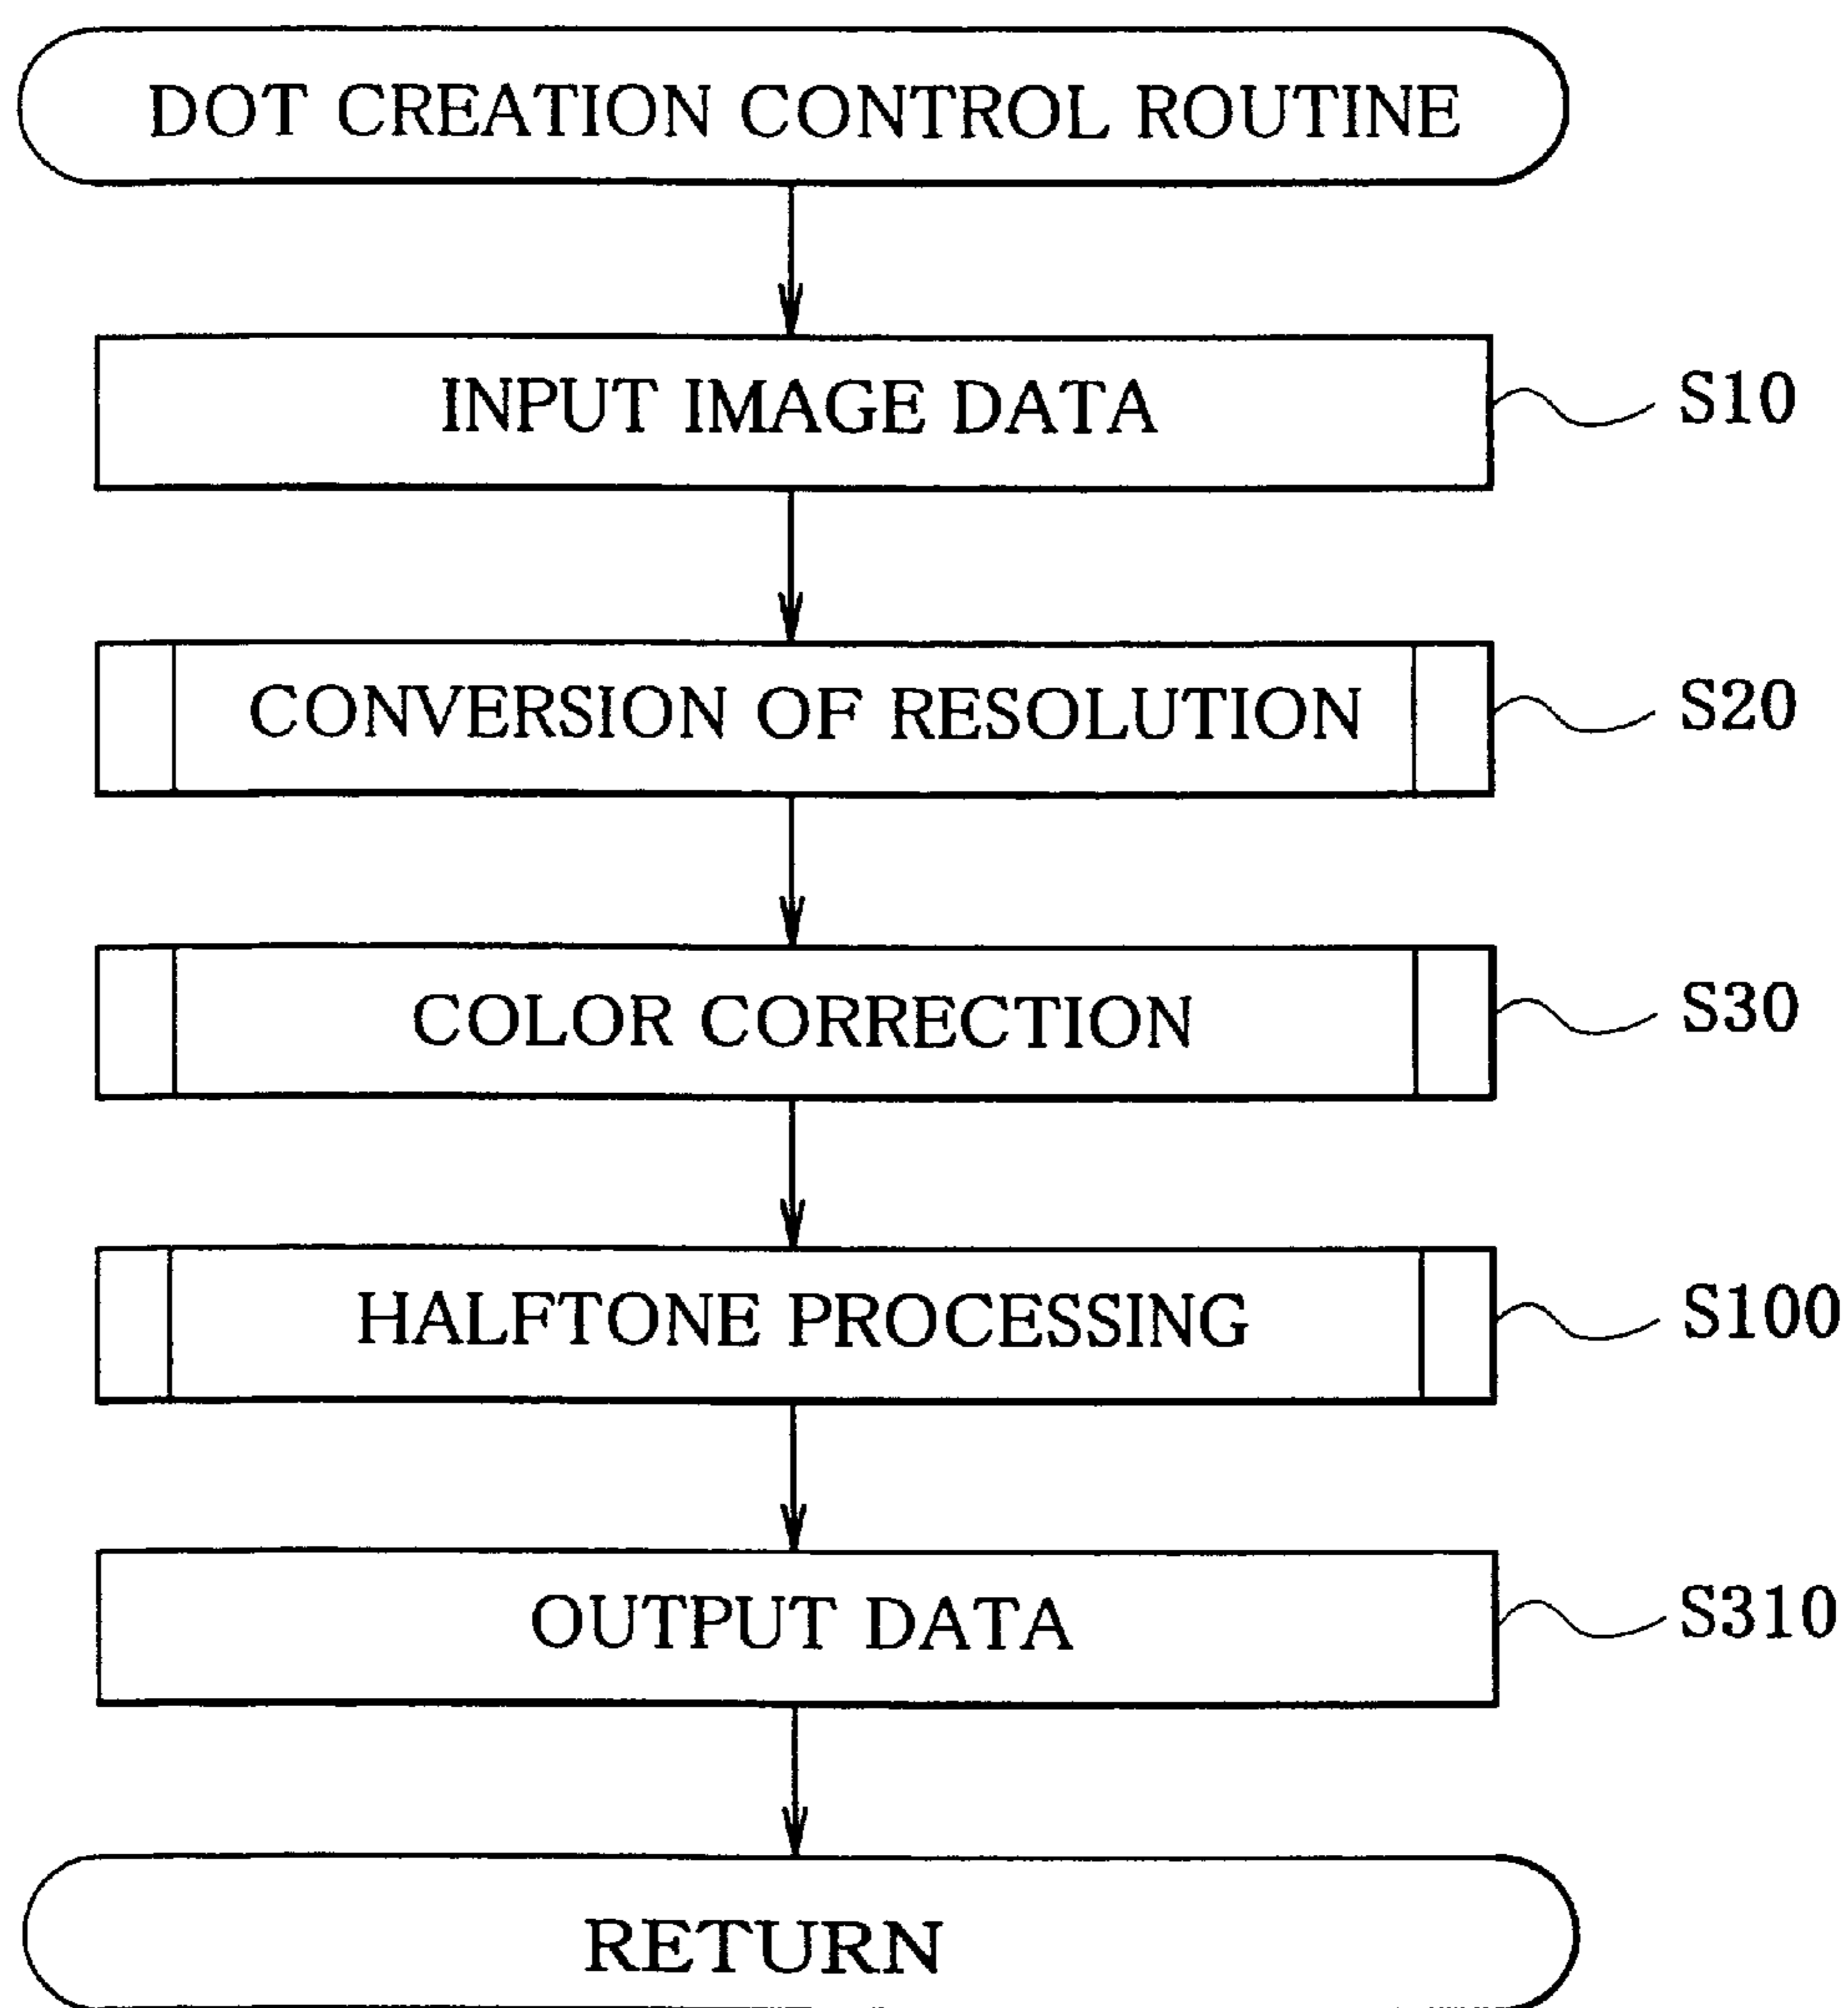 DOT CREATION CONTROL ROUTINE
INPUT IMAGE DATA
S10
CONVERSION OF RESOLUTION
S20
COLOR CORRECTION
S30
HALFTONE PROCESSING
S100
OUTPUT DATA
S310
RETURN